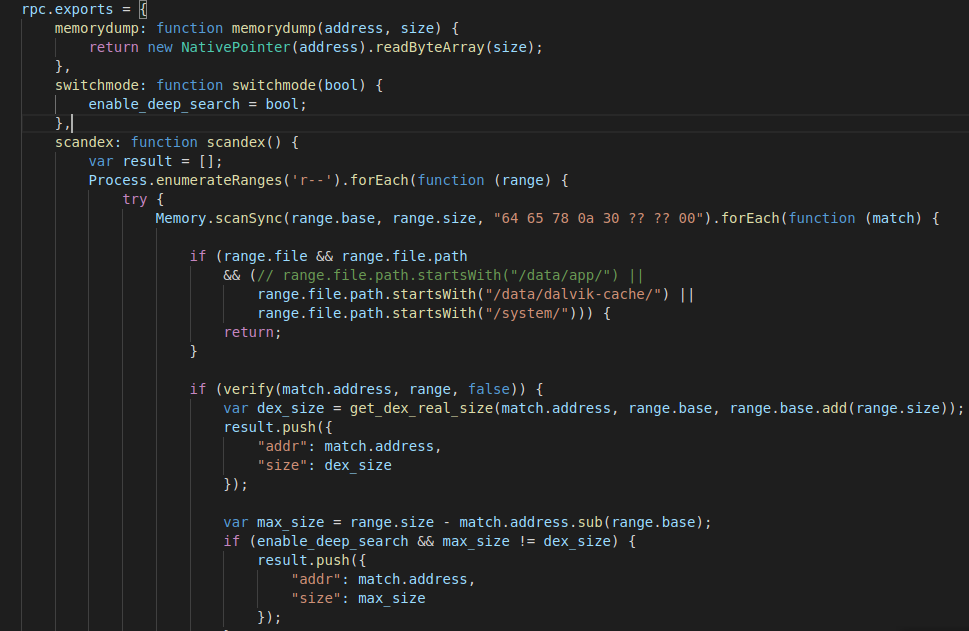 rpc.exports = {
memorydump: function memorydump(address, size) {
return new NativePointer(address).readByteArray(size);
},
switchmode: function switchmode(bool) {
enable_deep_search = bool;
},
scandex: function scandex() {
var result = [];
Process.enumerateRanges('r--').forEach(function (range) {
try {
Memory.scanSync(range.base, range.size, "64 65 78 0a 30 ?? ?? 00").forEach(function (match) {
if (range.file && range.file.path
&& (// range.file.path.startsWith("/data/app/") ||
range.file.path.startsWith("/data/dalvik-cache/") ||
range.file.path.startsWith("/system/"))) {
return;
}
if (verify(match.address, range, false)) {
var dex_size = get_dex_real_size(match.address, range.base, range.base.add(range.size));
result.push({
"addr": match.address,
"size": dex_size
});
var max_size = range.size - match.address.sub(range.base);
if (enable_deep_search && max_size != dex_size) {
result.push({
"addr": match.address,
"size": max_size
});